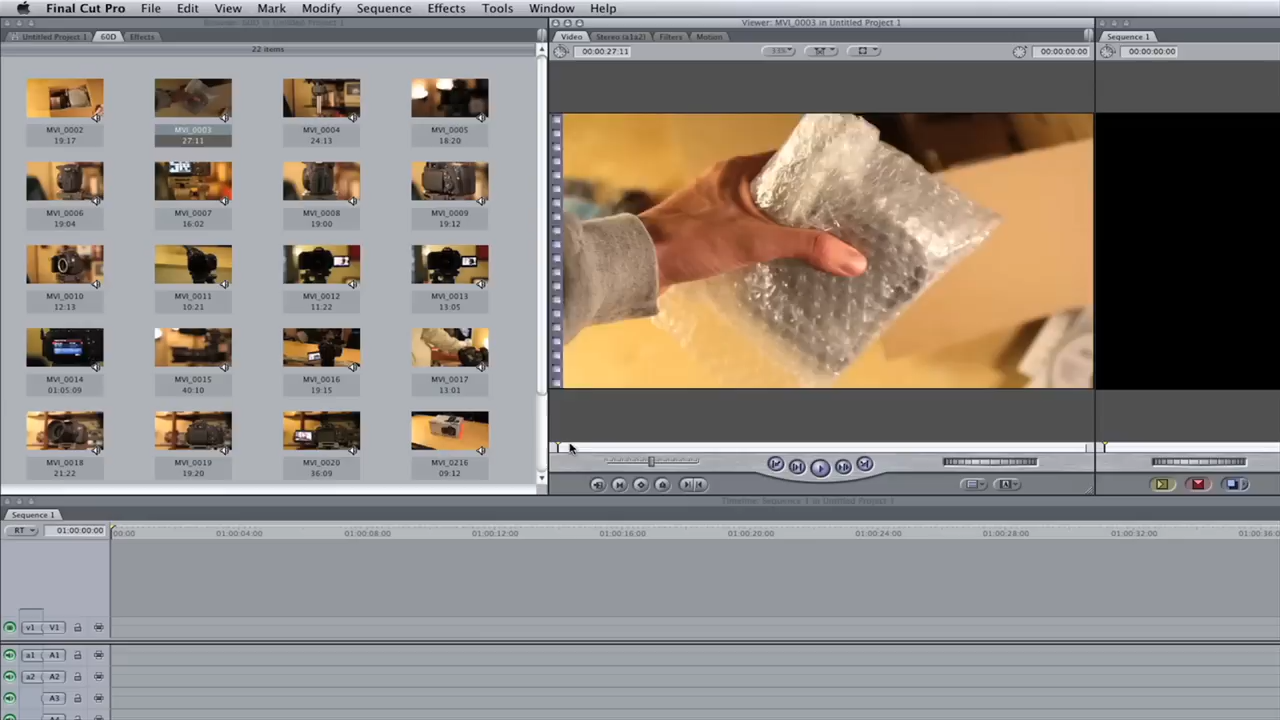 Final Cut Pro File Edit View Mark Modify Sequence Effects Tools Window Help
Browser: 60D in Untitled Project 1
Viewer: MVI_0003 in Untitled Project 1
Untitled Project 1 60D Effects
Video Stereo (a1a2) Filters Motion
Sequence 1
22 items
00:00:27:11
00:00:00:00
00:00:00:00
MVI_0002 MVI_0003 MVI_0004 MVI_0005
19:17 27:11 24:13 18:20
MVI_0006 MVI_0007 MVI_0008 MVI_0009
19:04 16:02 19:00 19:12
MVI_0010 MVI_0011 MVI_0012 MVI_0013
12:13 10:21 11:22 13:05
MVI_0014 MVI_0015 MVI_0016 MVI_0017
01:05:09 40:10 19:15 13:01
MVI_0018 MVI_0019 MVI_0020 MVI_0216
21:22 19:20 36:09 09:12
Timeline: Sequence 1 in Untitled Project 1
Sequence 1
RT 01:00:00:00 00:00 01:00:04:00 01:00:08:00 01:00:12:00 01:00:16:00 01:00:20:00 01:00:24:00 01:00:28:00 01:00:32:00 01:00:36:0
v1 V1
a1 A1
a2 A2
A3